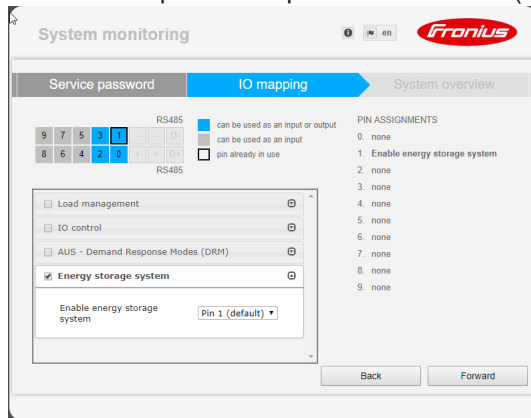 System monitoring
en
Fronius
Service password
IO mapping
System overview
RS485
9 7 5 3 1 - - D-
8 6 4 2 0 + + D+
RS485
can be used as an input or output
can be used as an input
pin already in use
PIN ASSIGNMENTS
0. none
1. Enable energy storage system
2. none
3. none
4. none
5. none
6. none
7. none
8. none
9. none
Load management
IO control
AUS - Demand Response Modes (DRM)
Energy storage system
Enable energy storage
system
Pin 1 (default)
Back
Forward